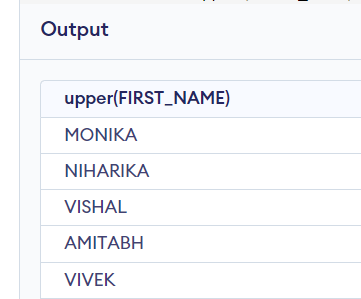 Output
upper(FIRST_NAME)
MONIKA
NIHARIKA
VISHAL
AMITABH
VIVEK